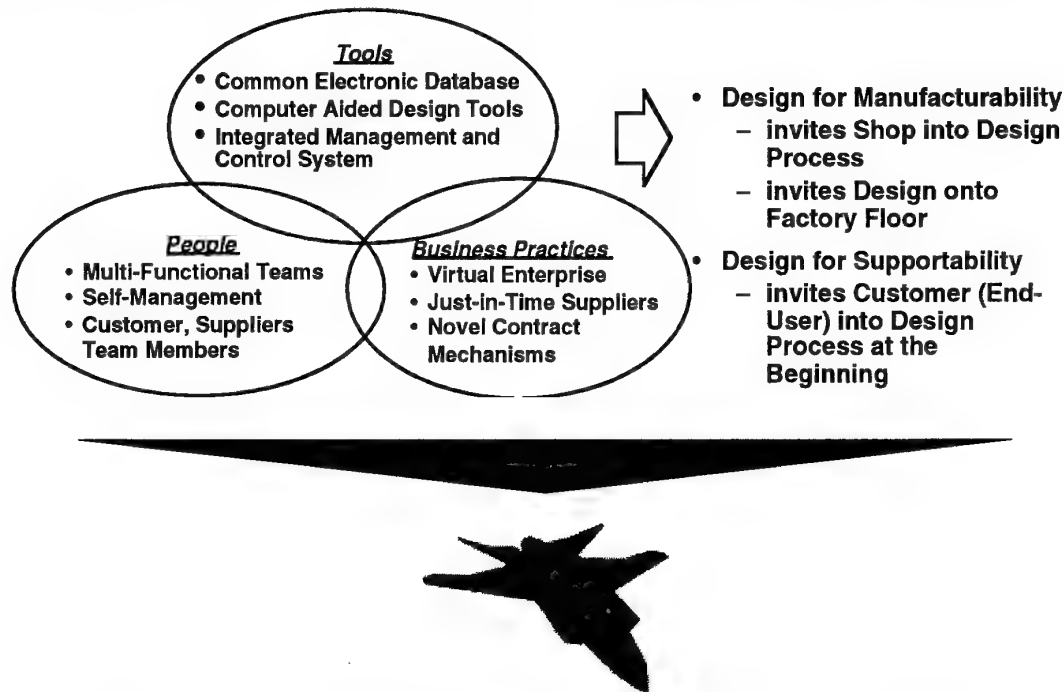 Tools
• Common Electronic Database
• Computer Aided Design Tools
• Integrated Management and
Control System
People
• Multi-Functional Teams
• Self-Management
• Customer, Suppliers
Team Members
Business Practices
• Virtual Enterprise
• Just-in-Time Suppliers
• Novel Contract
Mechanisms
• Design for Manufacturability
– invites Shop into Design
Process
– invites Design onto
Factory Floor
• Design for Supportability
– invites Customer (End-
User) into Design
Process at the
Beginning